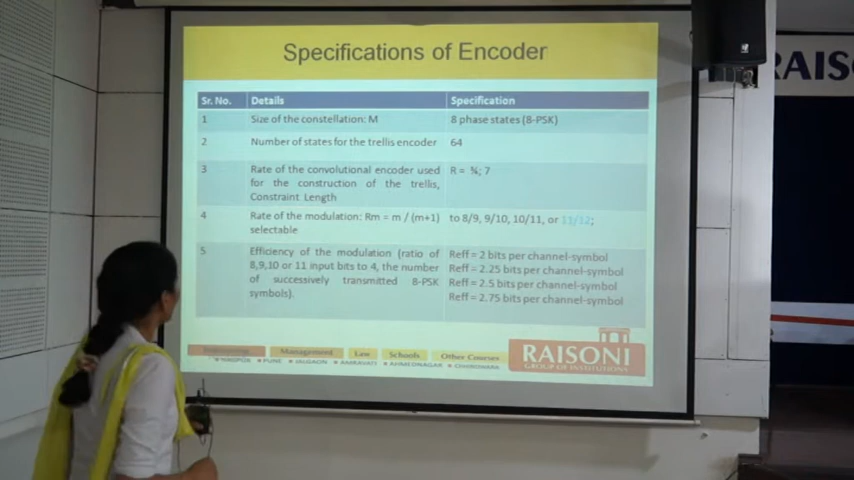 Specifications of Encoder
Sr. No. Details Specification
1 Size of the constellation: M 8 phase states (8-PSK)
2 Number of states for the trellis encoder 64
3 Rate of the convolutional encoder used R = ¾; 7
for the construction of the trellis,
Constraint Length
4 Rate of the modulation: Rm = m / (m+1) to 8/9, 9/10, 10/11, or 11/12;
selectable
5 Efficiency of the modulation (ratio of Reff = 2 bits per channel-symbol
8,9,10 or 11 input bits to 4, the number Reff = 2.25 bits per channel-symbol
of successively transmitted 8-PSK Reff = 2.5 bits per channel-symbol
symbols). Reff = 2.75 bits per channel-symbol
Management Law Schools Other Courses
NAGPUR PUNE JALGAON AMRAVATI CHHINDWARA
RAISONI
GROUP OF INSTITUTIONS
RAIS